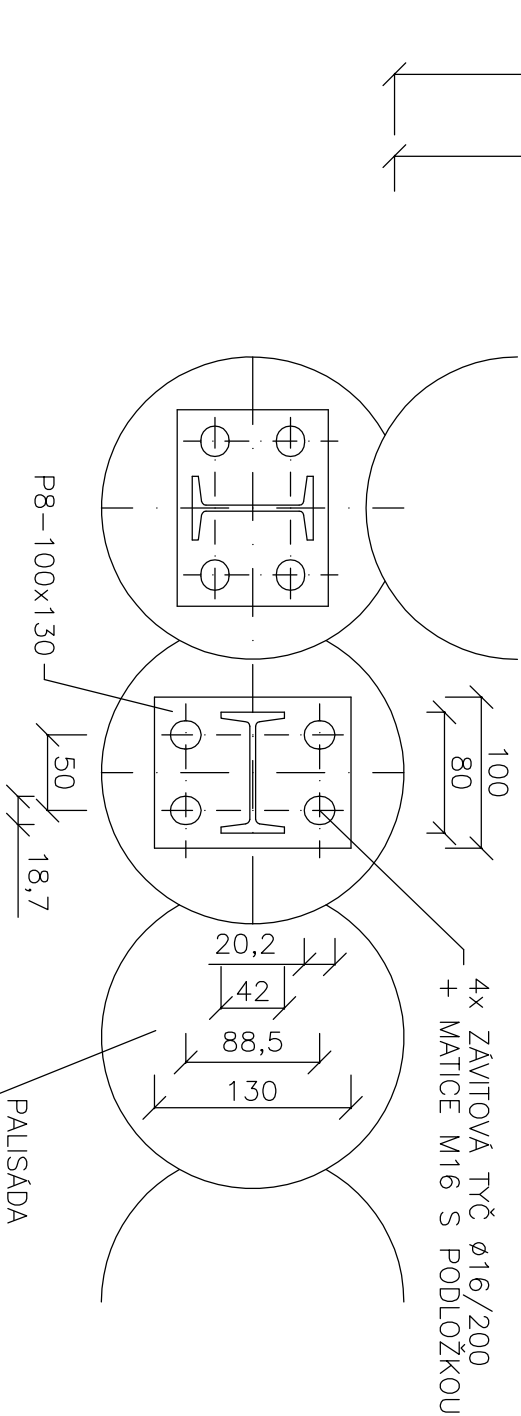 4x ZÁVITOVÁ TYČ ø16/200
+ MATICE M16 S PODLOŽKOU
100
80
P8-100x130
50
18,7
20,2
42
88,5
130
PALISÁDA